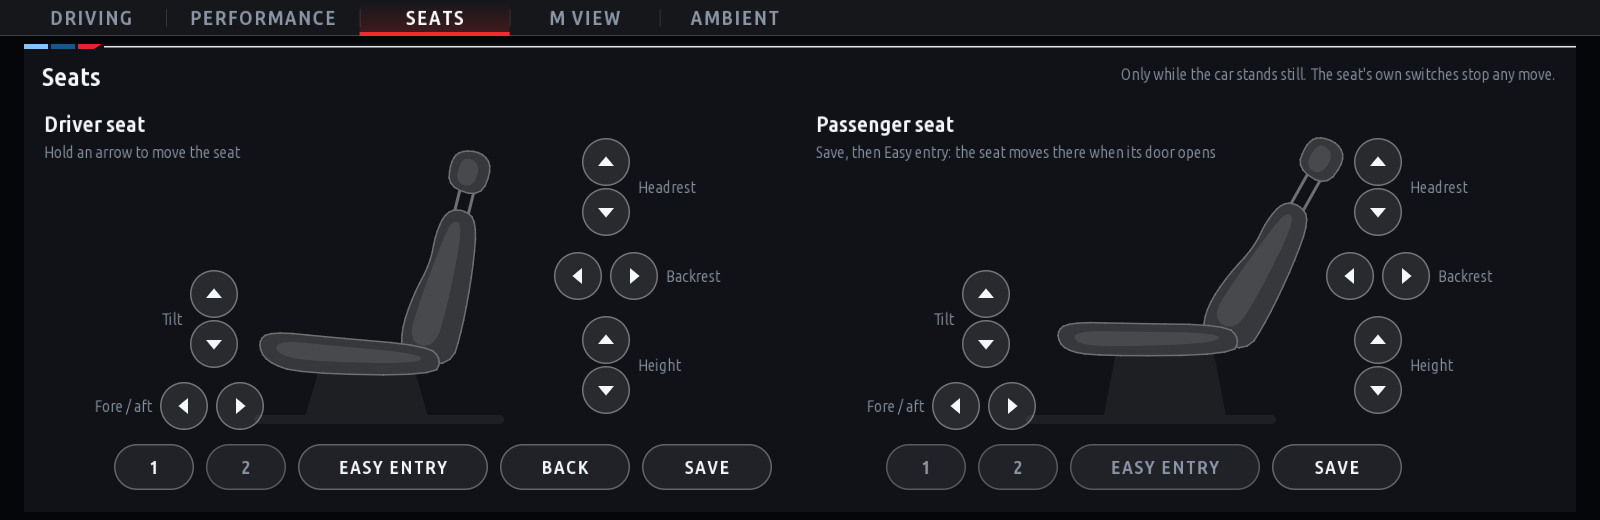 DRIVING
PERFORMANCE
SEATS
M VIEW
AMBIENT
Seats
Only while the car stands still. The seat's own switches stop any move.
Driver seat
Hold an arrow to move the seat
Headrest
Backrest
Tilt
Height
Fore / aft
1
2
EASY ENTRY
BACK
SAVE
Passenger seat
Save, then Easy entry: the seat moves there when its door opens
Headrest
Backrest
Tilt
Height
Fore / aft
1
2
EASY ENTRY
SAVE